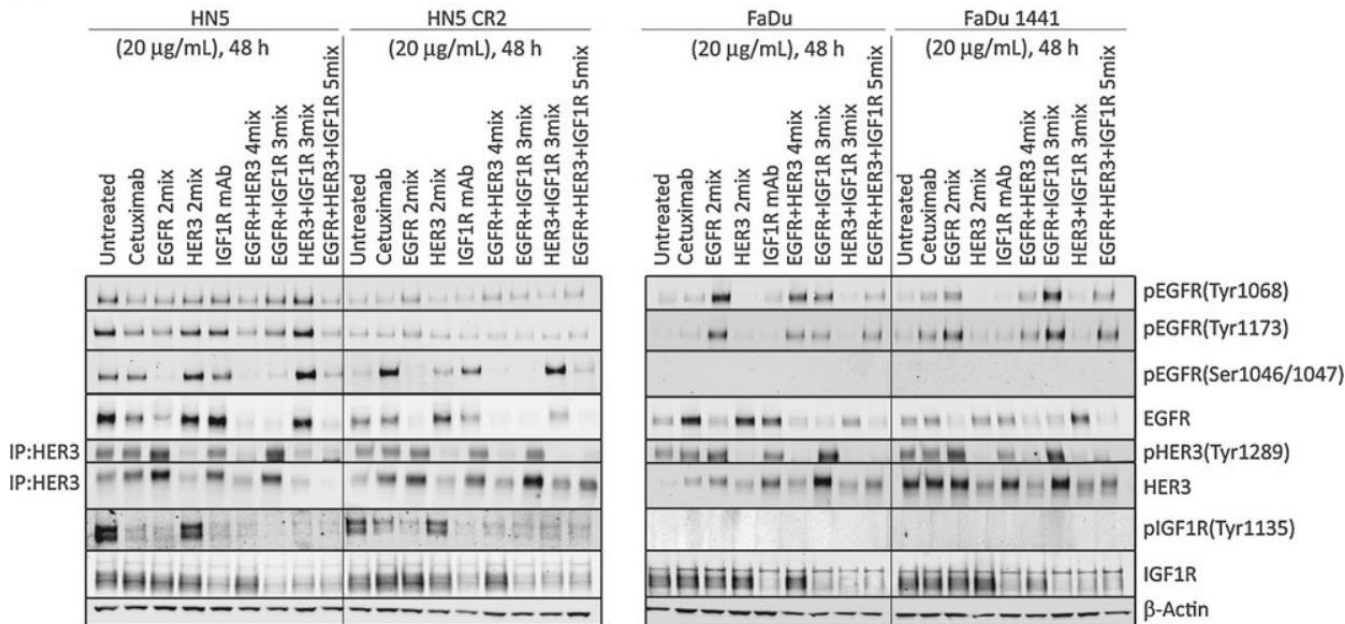 HN5 HN5 CR2 FaDu FaDu 1441
(20 µg/mL), 48 h (20 µg/mL), 48 h (20 µg/mL), 48 h (20 µg/mL), 48 h
Untreated
Cetuximab
EGFR 2mix
HER3 2mix
IGF1R mAb
EGFR+HER3 4mix
EGFR+IGF1R 3mix
HER3+IGF1R 3mix
EGFR+HER3+IGF1R 5mix
Untreated
Cetuximab
EGFR 2mix
HER3 2mix
IGF1R mAb
EGFR+HER3 4mix
EGFR+IGF1R 3mix
HER3+IGF1R 3mix
EGFR+HER3+IGF1R 5mix
Untreated
Cetuximab
EGFR 2mix
HER3 2mix
IGF1R mAb
EGFR+HER3 4mix
EGFR+IGF1R 3mix
HER3+IGF1R 3mix
EGFR+HER3+IGF1R 5mix
Untreated
Cetuximab
EGFR 2mix
HER3 2mix
IGF1R mAb
EGFR+HER3 4mix
EGFR+IGF1R 3mix
HER3+IGF1R 3mix
EGFR+HER3+IGF1R 5mix
pEGFR(Tyr1068)
pEGFR(Tyr1173)
pEGFR(Ser1046/1047)
EGFR
IP:HER3 pHER3(Tyr1289)
IP:HER3 HER3
pIGF1R(Tyr1135)
IGF1R
β-Actin